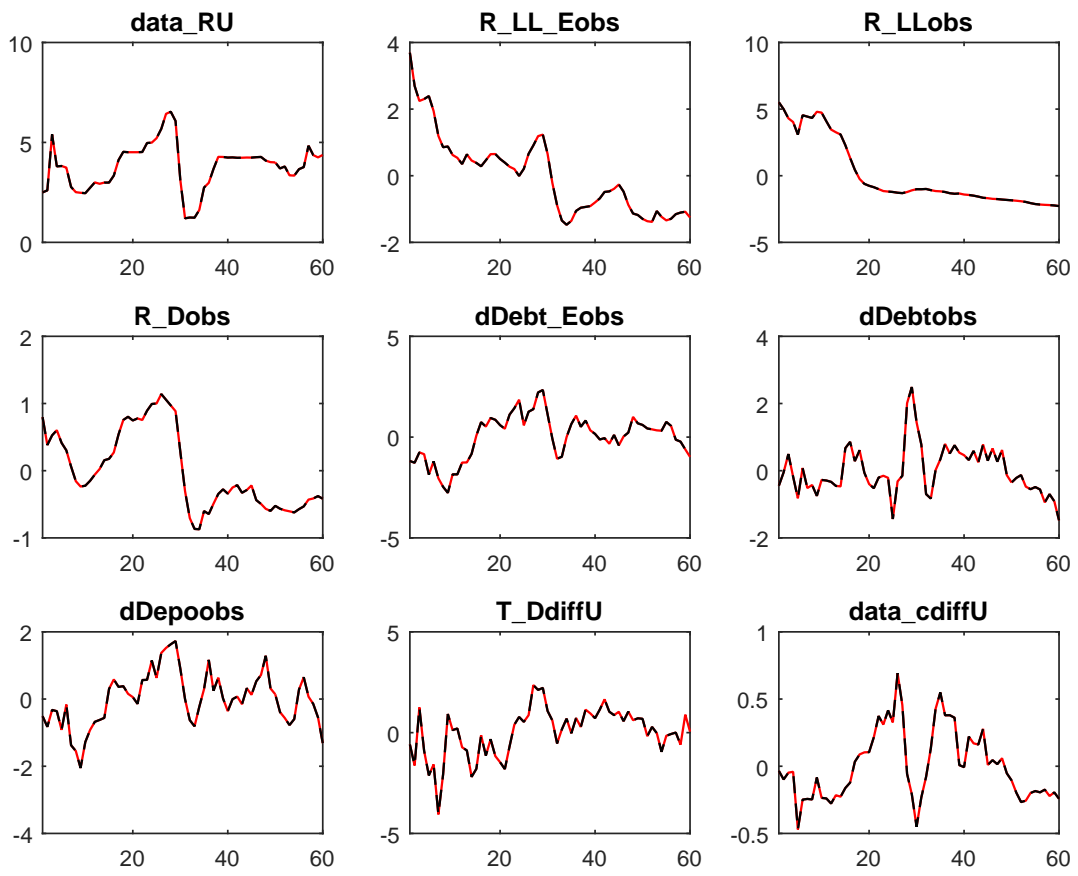 data_RU R_LL_Eobs R_LLobs
10 4 10
5 2 5
0 0 0
-2 -5
20 40 60 20 40 60 20 40 60
R_Dobs dDebt_Eobs dDebtobs
2 5 4
1 0 2
0 -5 0
-1 -2
20 40 60 20 40 60 20 40 60
dDepoobs T_DdiffU data_cdiffU
2 5 1
0 0 0.5
-2 -5 0
-4 -0.5
20 40 60 20 40 60 20 40 60